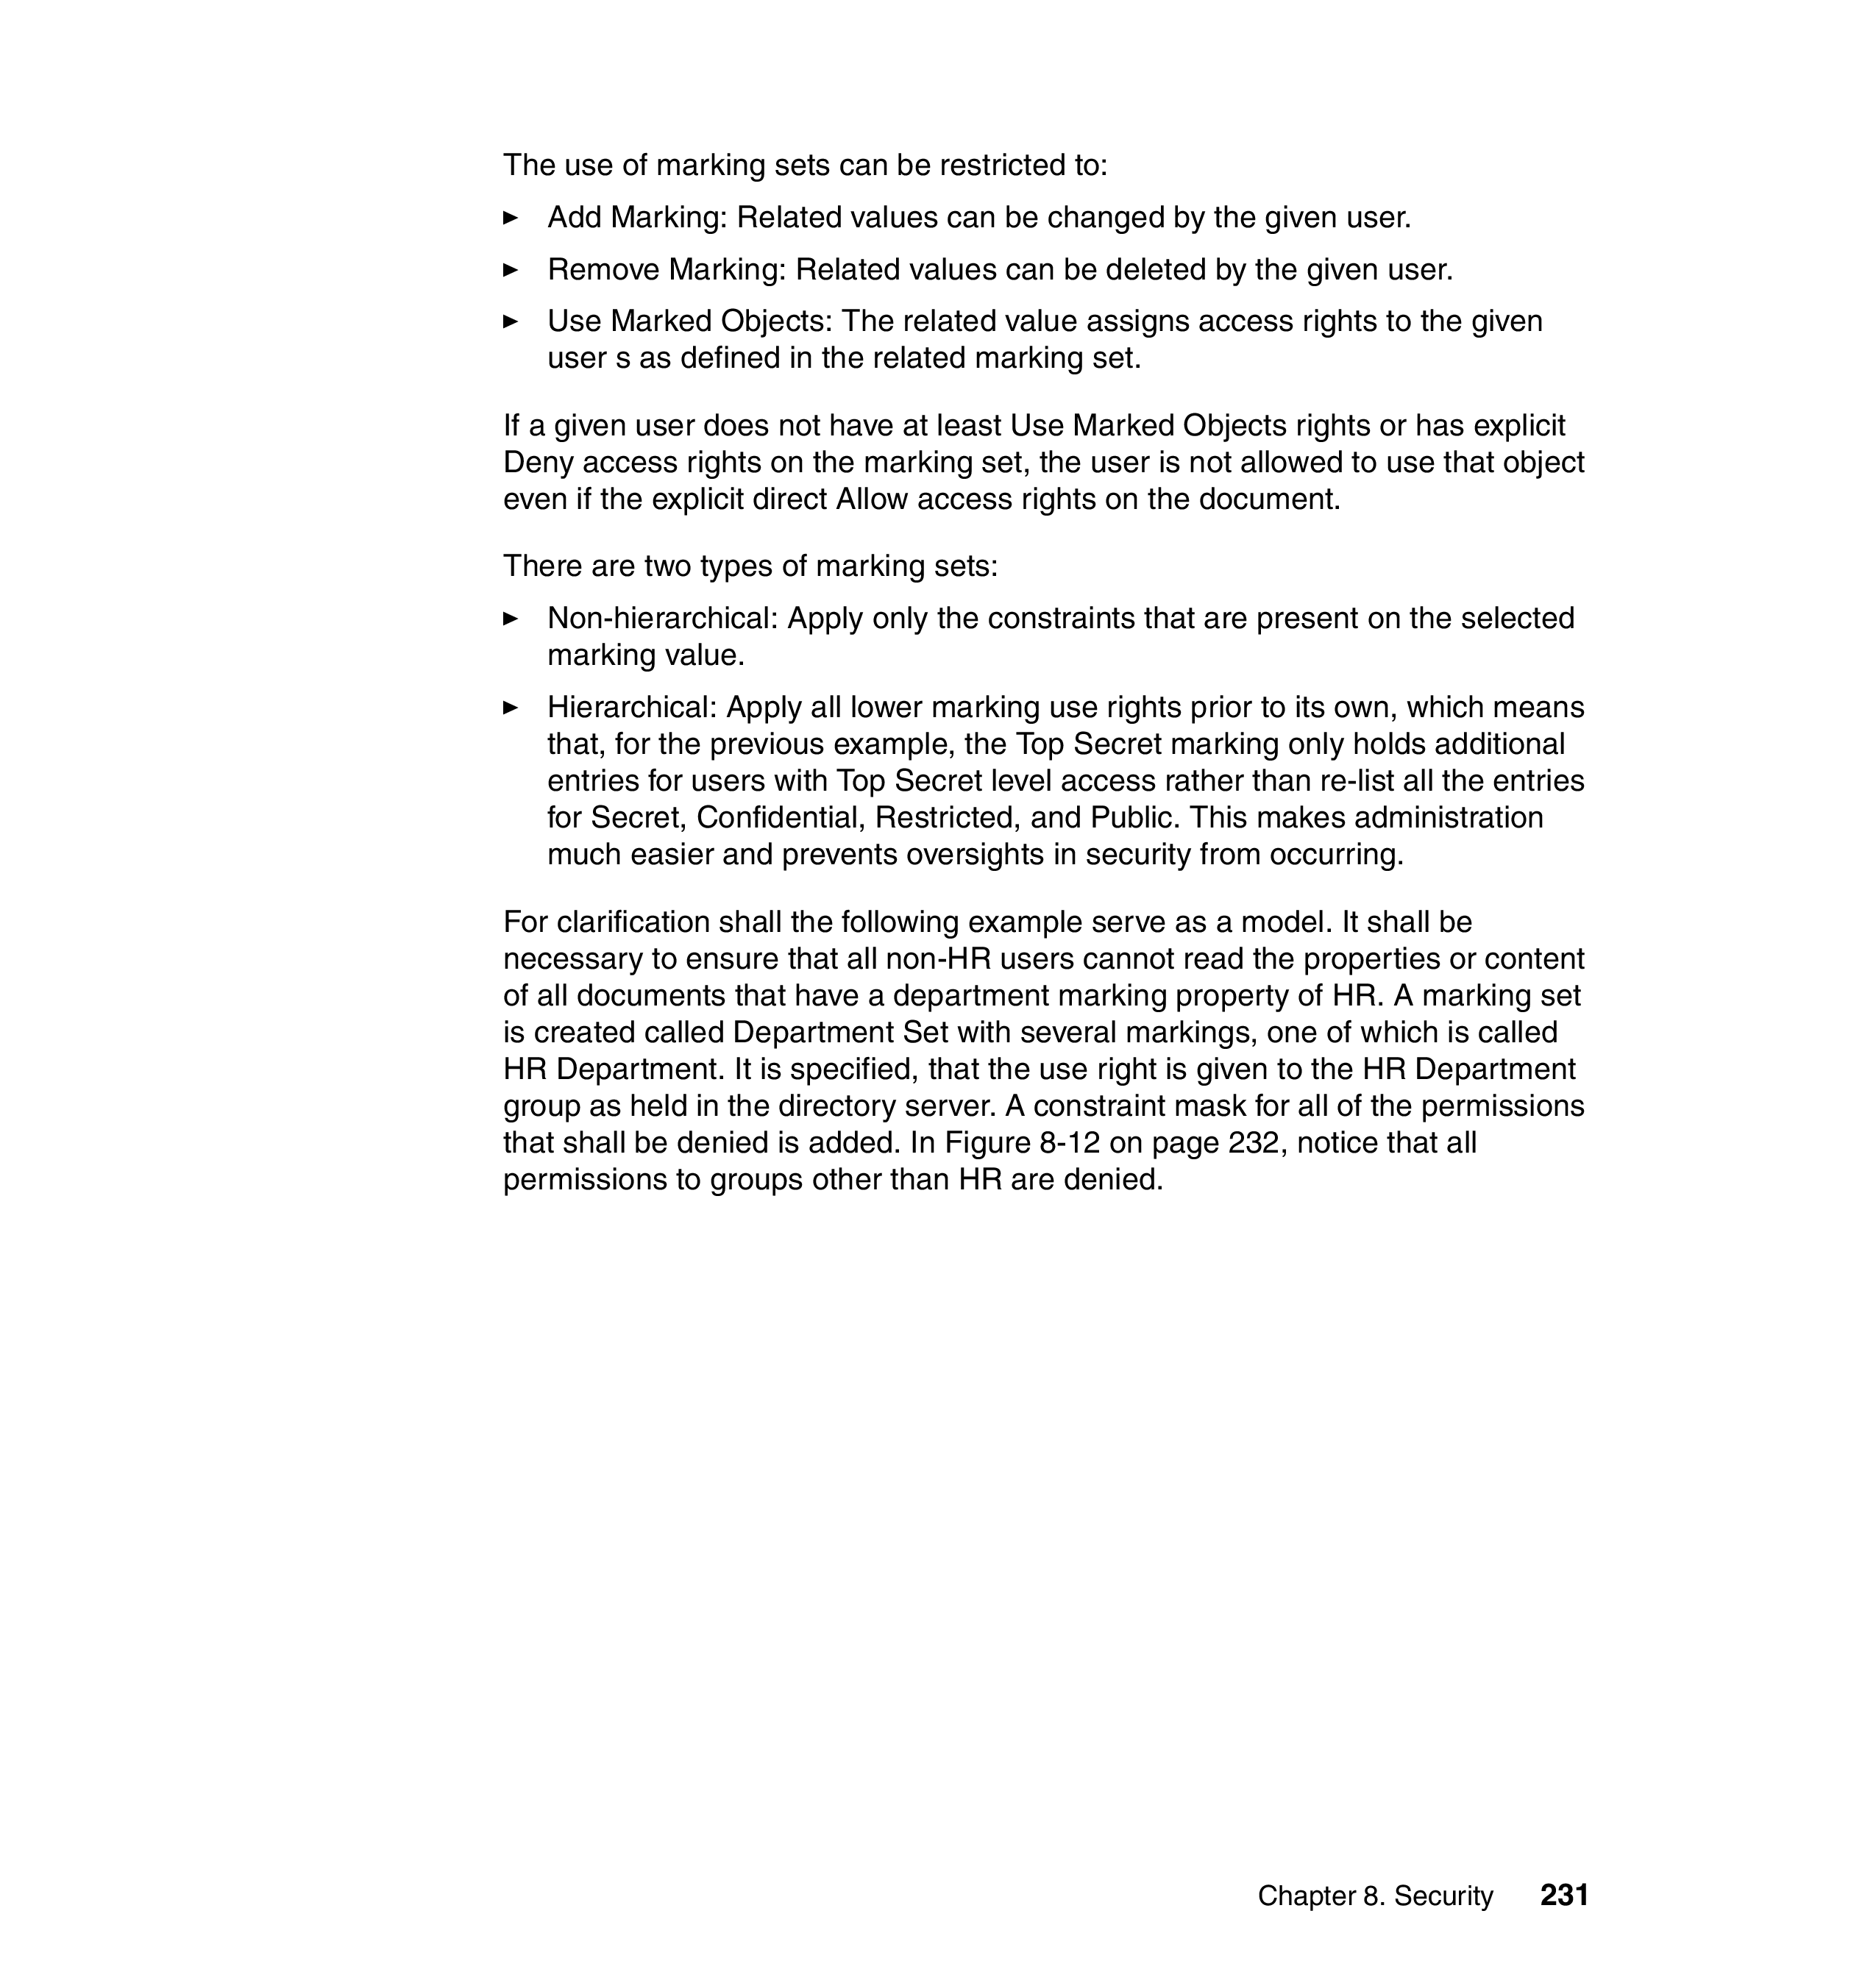 The use of marking sets can be restricted to:
► Add Marking: Related values can be changed by the given user.
► Remove Marking: Related values can be deleted by the given user.
► Use Marked Objects: The related value assigns access rights to the given
user s as defined in the related marking set.
If a given user does not have at least Use Marked Objects rights or has explicit
Deny access rights on the marking set, the user is not allowed to use that object
even if the explicit direct Allow access rights on the document.
There are two types of marking sets:
► Non-hierarchical: Apply only the constraints that are present on the selected
marking value.
► Hierarchical: Apply all lower marking use rights prior to its own, which means
that, for the previous example, the Top Secret marking only holds additional
entries for users with Top Secret level access rather than re-list all the entries
for Secret, Confidential, Restricted, and Public. This makes administration
much easier and prevents oversights in security from occurring.
For clarification shall the following example serve as a model. It shall be
necessary to ensure that all non-HR users cannot read the properties or content
of all documents that have a department marking property of HR. A marking set
is created called Department Set with several markings, one of which is called
HR Department. It is specified, that the use right is given to the HR Department
group as held in the directory server. A constraint mask for all of the permissions
that shall be denied is added. In Figure 8-12 on page 232, notice that all
permissions to groups other than HR are denied.
Chapter 8. Security 231